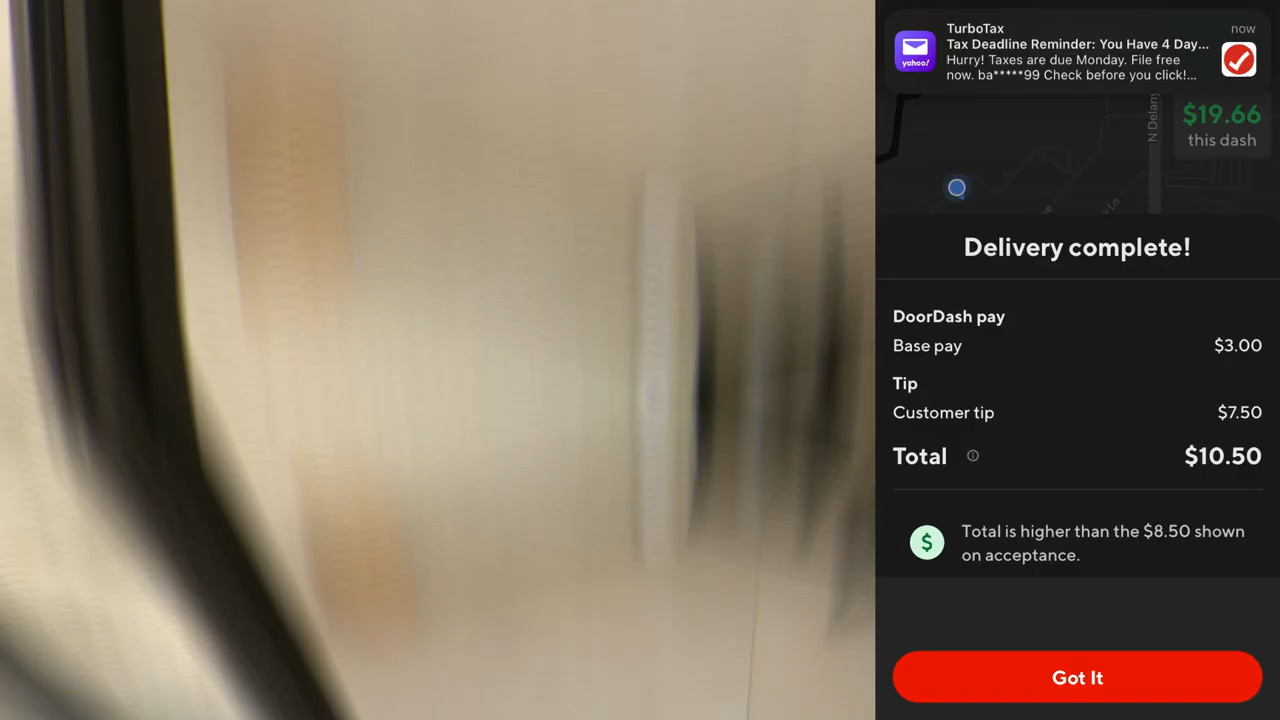 TurboTax
now
Tax Deadline Reminder: You Have 4 Day...
Hurry! Taxes are due Monday. File free
now. ba*****99 Check before you click!...
yahoo!
$19.66
this dash
N Delany
Delivery complete!
DoorDash pay
Base pay
$3.00
Tip
Customer tip
$7.50
Total
$10.50
$
Total is higher than the $8.50 shown
on acceptance.
Got It